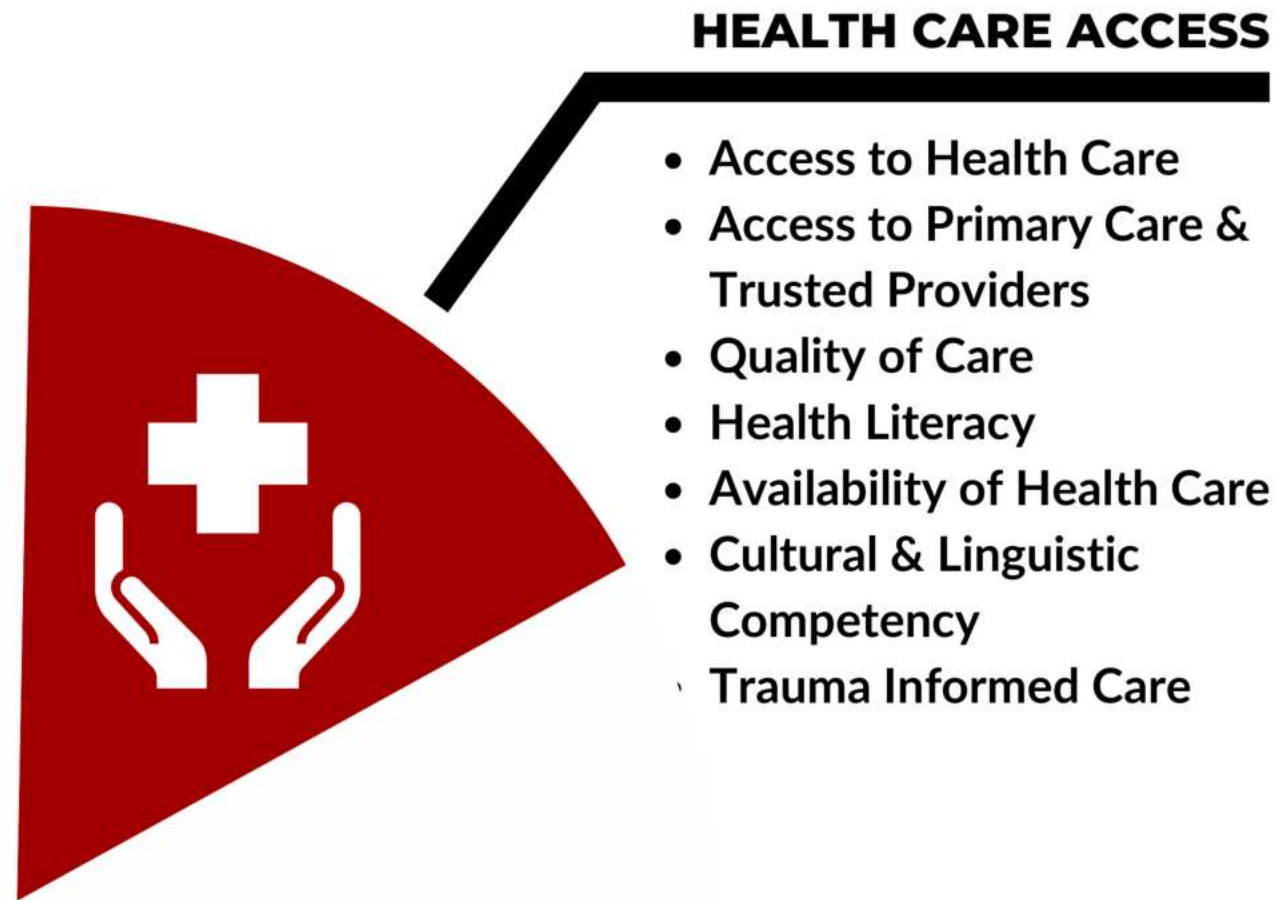 HEALTH CARE ACCESS
• Access to Health Care
• Access to Primary Care &
Trusted Providers
• Quality of Care
• Health Literacy
• Availability of Health Care
• Cultural & Linguistic
Competency
Trauma Informed Care